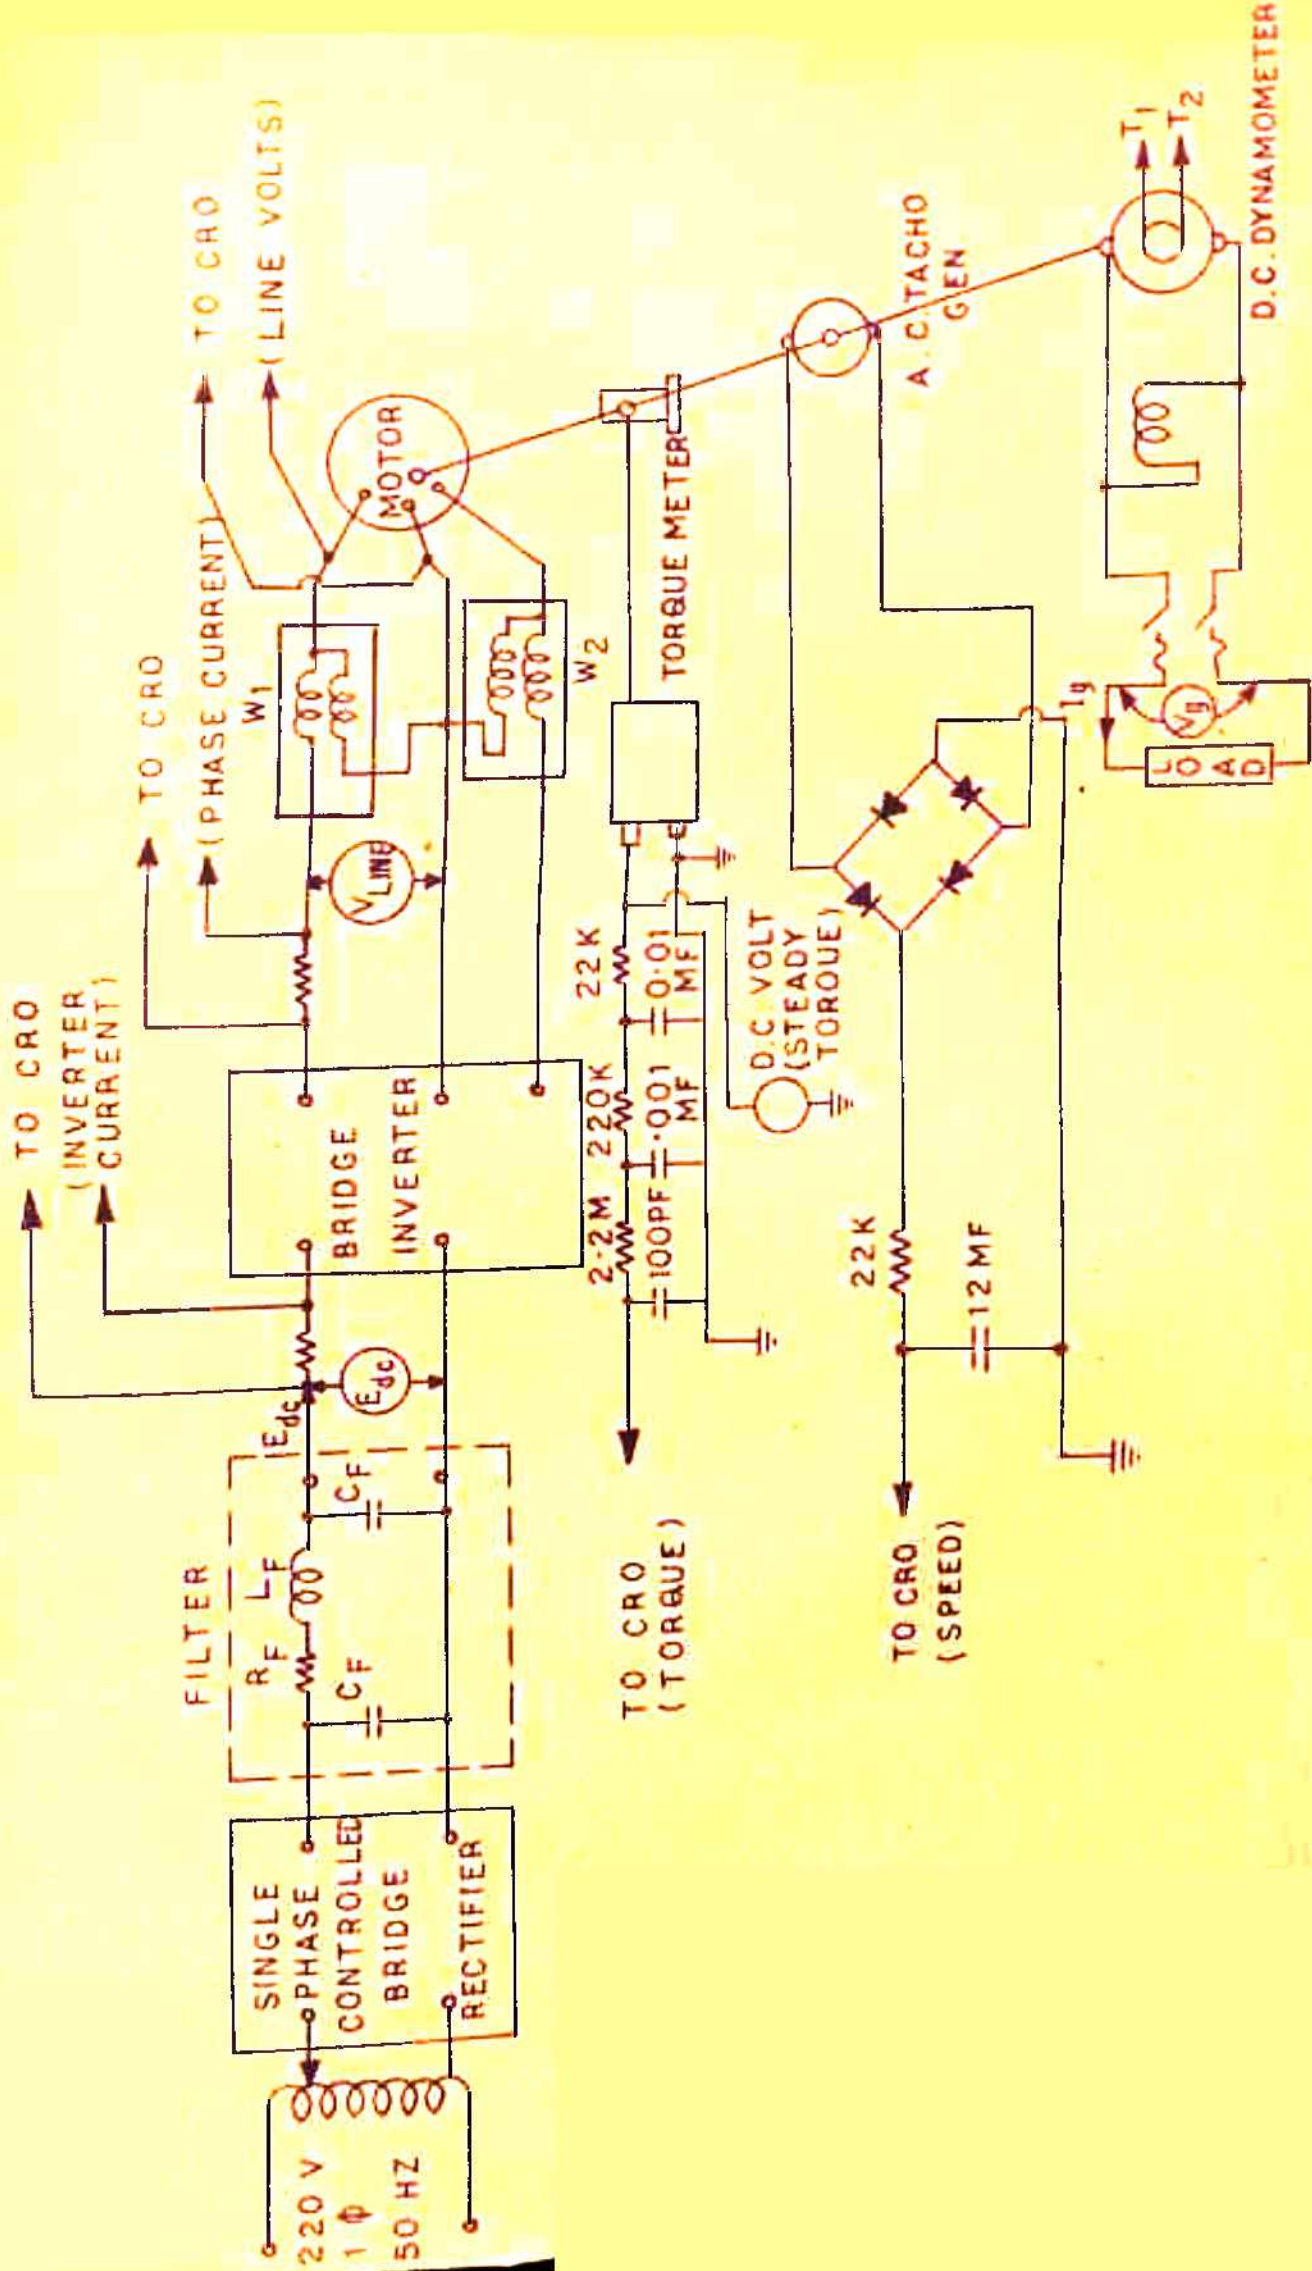 220 V
1 ϕ
50 HZ
SINGLE
PHASE
CONTROLLED
BRIDGE
RECTIFIER
FILTER
R_F L_F
C_F
C_F
E_dc
E_dc
TO CRO
(INVERTER
CURRENT)
BRIDGE
INVERTER
TO CRO
(PHASE CURRENT)
V_LINE
W_1
W_2
TO CRO
(LINE VOLTS)
MOTOR
TO CRO
(TORQUE)
2-2M
220K
22K
100PF
.001
MF
0.01
MF
D.C. VOLT
(STEADY
TOROUE)
TORQUE METER
TO CRO
(SPEED)
22K
12 MF
A.C. TACHO
GEN
I_g
V_g
LOAD
T_1
T_2
D.C. DYNAMOMETER